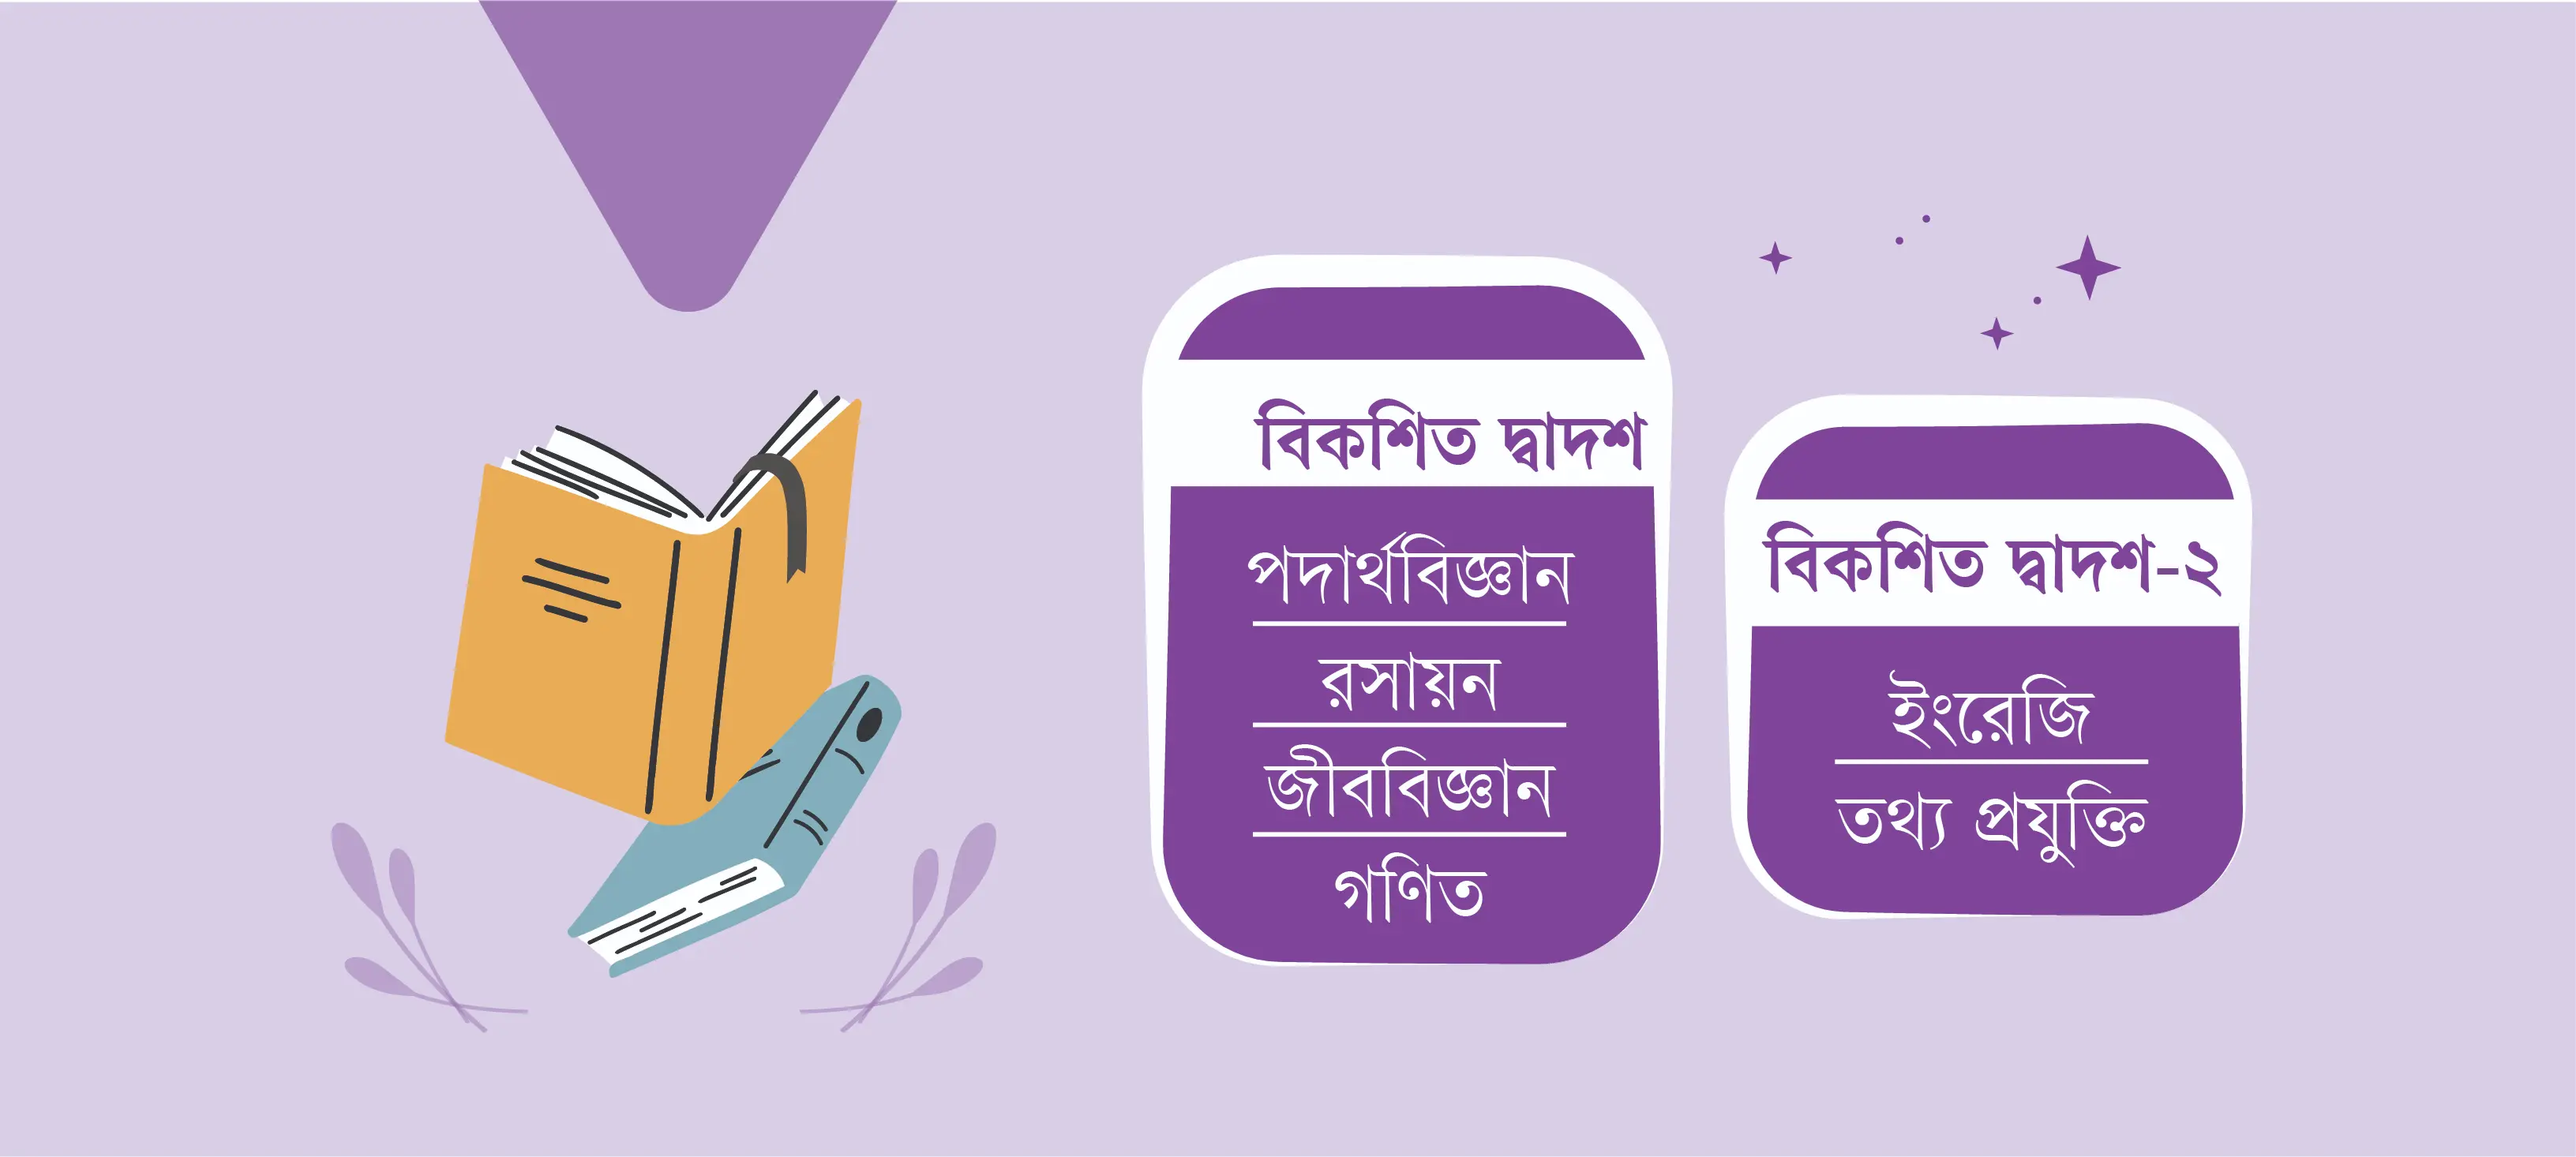 বিকশিত দ্বাদশ
পদার্থবিজ্ঞান
রসায়ন
জীববিজ্ঞান
গণিত
বিকশিত দ্বাদশ-২
ইংরেজি
তথ্য প্রযুক্তি